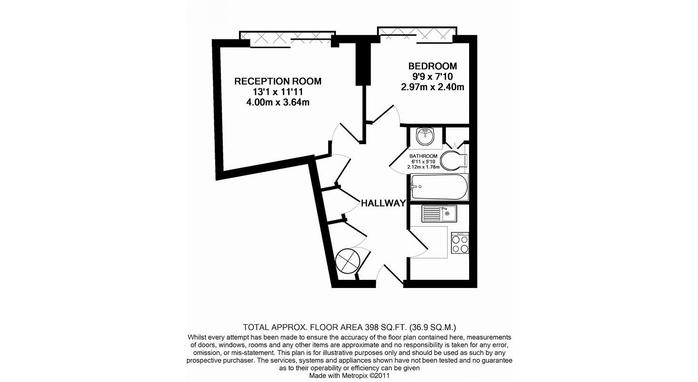 RECEPTION ROOM
13'1 x 11'11
4.00m x 3.64m
BEDROOM
9'9 x 7'10
2.97m x 2.40m
BATHROOM
6'11 x 5'10
2.12m x 1.78m
HALLWAY
TOTAL APPROX. FLOOR AREA 398 SQ.FT. (36.9 SQ.M.)
Whilst every attempt has been made to ensure the accuracy of the floor plan contained here, measurements
of doors, windows, rooms and any other items are approximate and no responsibility is taken for any error,
omission, or mis-statement. This plan is for illustrative purposes only and should be used as such by any
prospective purchaser. The services, systems and appliances shown have not been tested and no guarantee
as to their operability or efficiency can be given
Made with Metropix ©2011